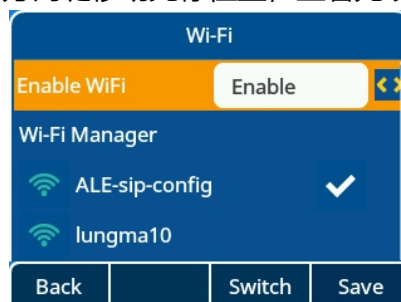 Wi-Fi
Enable WiFi Enable
Wi-Fi Manager
ALE-sip-config
lungma10
Back Switch Save